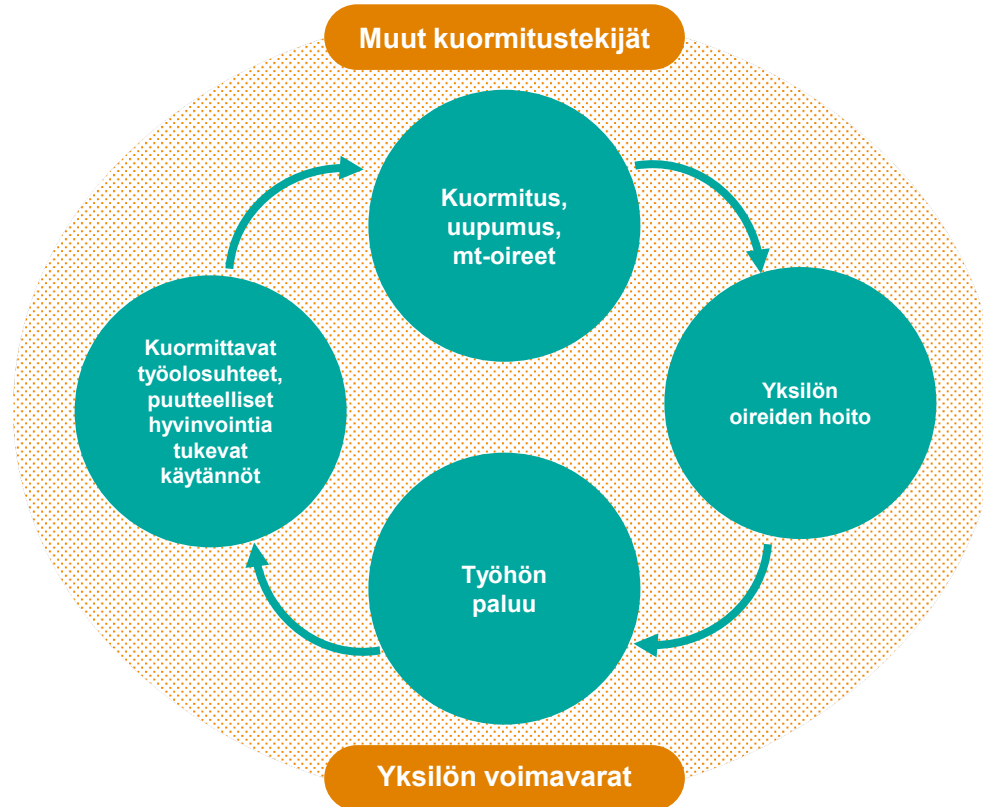 Muut kuormitustekijät
Kuormitus,
uupumus,
mt-oireet
Yksilön
oireiden hoito
Työhön
paluu
Kuormittavat
työolosuhteet,
puutteelliset
hyvinvointia
tukevat
käytännöt
Yksilön voimavarat